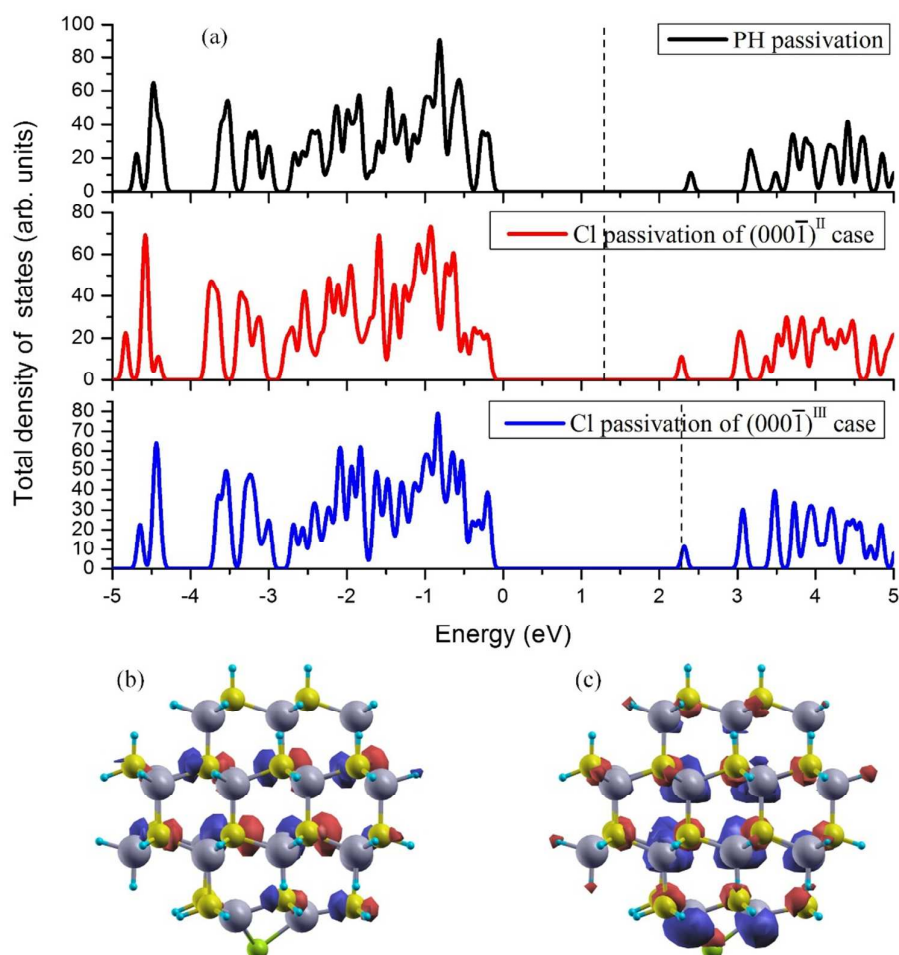 (a)
PH passivation
100
80
60
40
20
0
Cl passivation of (0001̅)^II case
80
60
40
20
0
Cl passivation of (0001̅)^III case
80
70
60
50
40
30
20
10
0
Total density of states (arb. units)
-5 -4 -3 -2 -1 0 1 2 3 4 5
Energy (eV)
(b) (c)